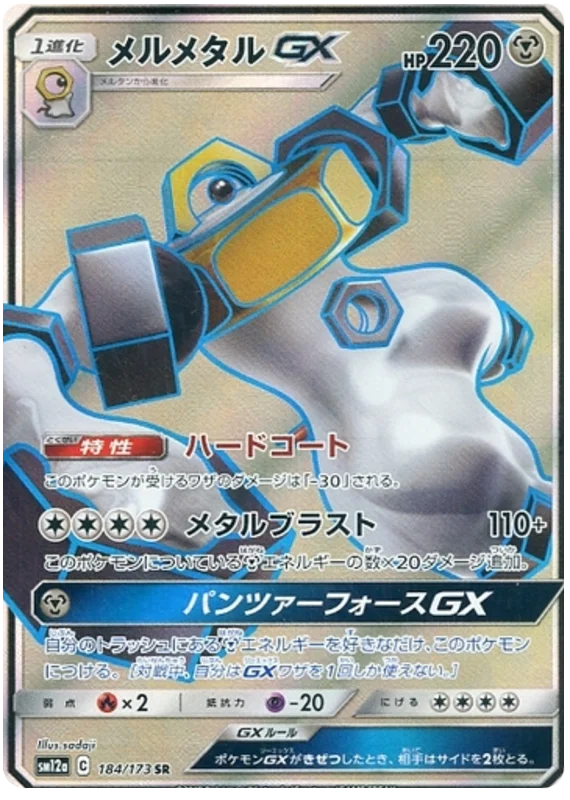 1進化 メルメタルGX HP220
メルタンから進化
特性 ハードコート
このポケモンが受けるワザのダメージは「-30」される。
メタルブラスト 110+
このポケモンについているエネルギーの数×20ダメージ追加。
パンツァーフォースGX
自分のトラッシュにあるエネルギーを好きなだけ、このポケモン
につける。[対戦中、自分はGXワザを1回しか使えない。]
弱点 ×2 抵抗力 -20 にげる
Illus.sadaji
GXルール
sm12a C 184/173 SR
ポケモンGXがきぜつしたとき、相手はサイドを2枚とる。